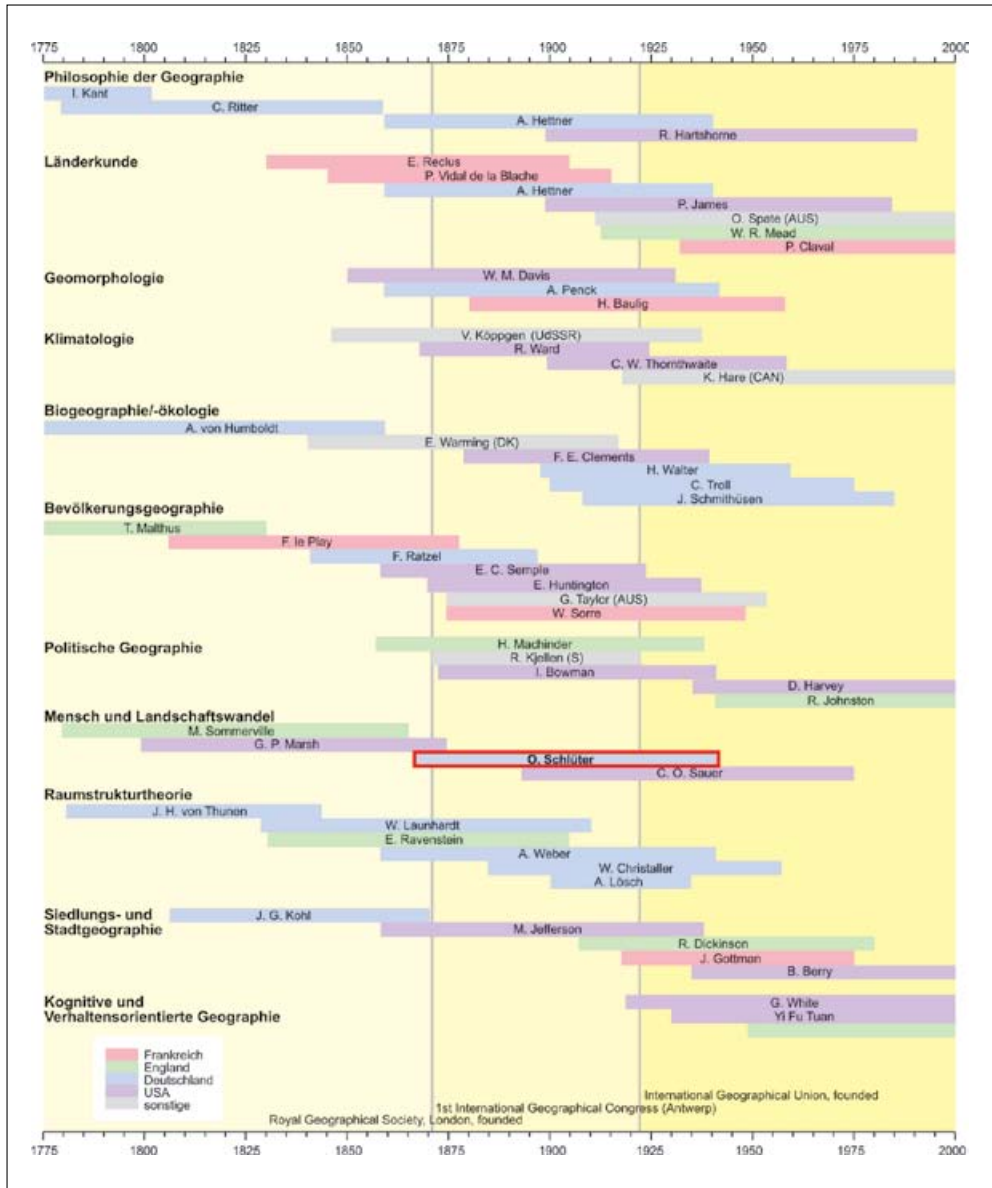 1775 1800 1825 1850 1875 1900 1925 1950 1975 2000
Philosophie der Geographie
I. Kant
C. Ritter
A. Hettner
R. Hartshorne
Länderkunde
E. Reclus
P. Vidal de la Blache
A. Hettner
P. James
O. Spate (AUS)
W. R. Mead
P. Claval
Geomorphologie
W. M. Davis
A. Penck
H. Baulig
Klimatologie
V. Köppgen (UdSSR)
R. Ward
C. W. Thornthwaite
K. Hare (CAN)
Biogeographie/-ökologie
A. von Humboldt
E. Warming (DK)
F. E. Clements
H. Walter
C. Troll
J. Schmithüsen
Bevölkerungsgeographie
T. Malthus
F. le Play
F. Ratzel
E. C. Semple
E. Huntington
G. Taylor (AUS)
W. Sorre
Politische Geographie
H. Machinder
R. Kjellen (S)
I. Bowman
D. Harvey
R. Johnston
Mensch und Landschaftswandel
M. Sommerville
G. P. Marsh
O. Schlüter
C. O. Sauer
Raumstrukturtheorie
J. H. von Thunen
W. Launhardt
E. Ravenstein
A. Weber
W. Christaller
A. Lösch
Siedlungs- und
Stadtgeographie
J. G. Kohl
M. Jefferson
R. Dickinson
J. Gottman
B. Berry
Kognitive und
Verhaltensorientierte Geographie
G. White
Yi Fu Tuan
Frankreich
England
Deutschland
USA
sonstige
International Geographical Union, founded
1st International Geographical Congress (Antwerp)
Royal Geographical Society, London, founded
1775 1800 1825 1850 1875 1900 1925 1950 1975 2000